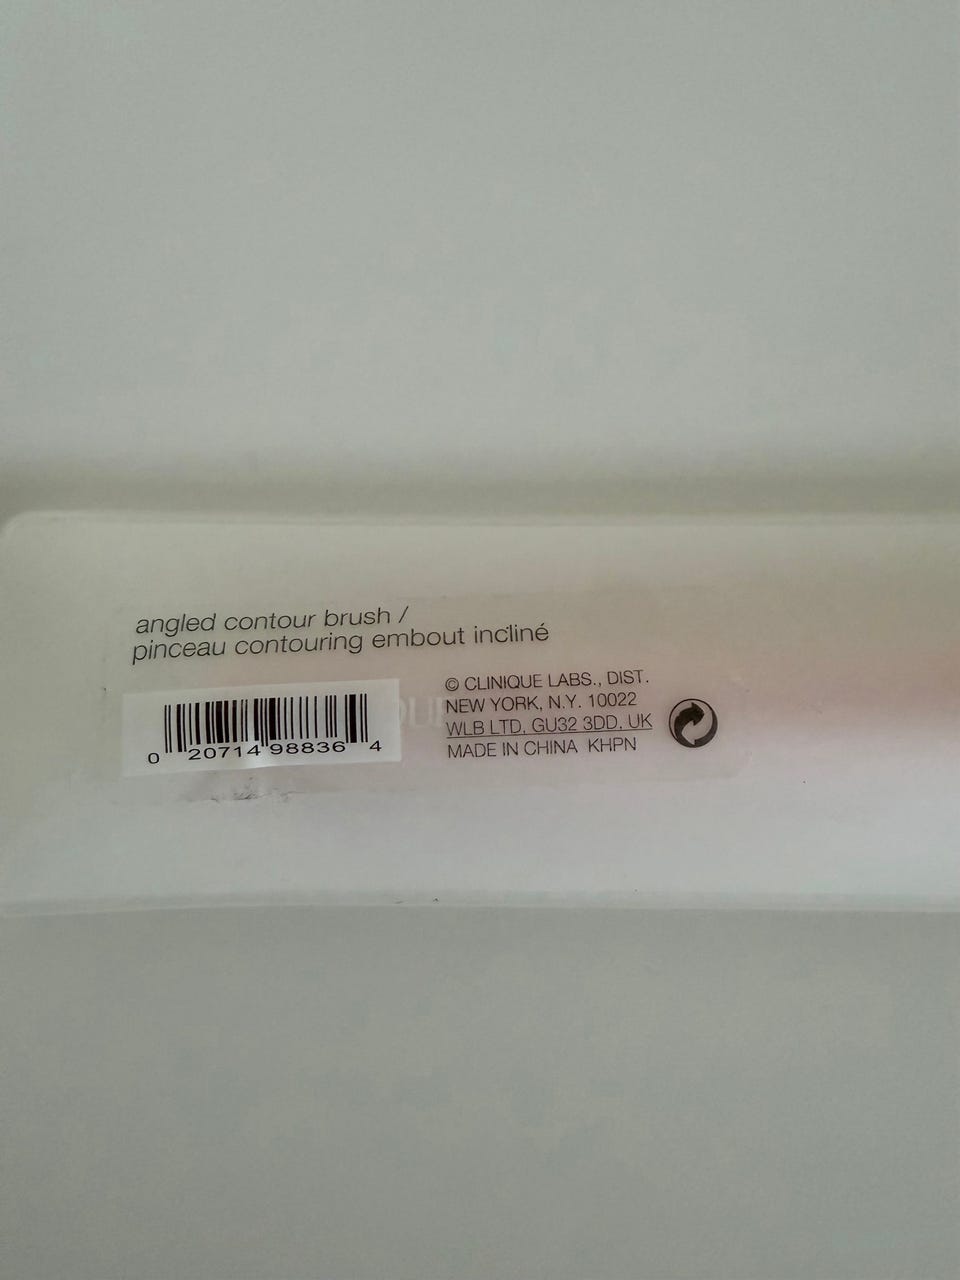 angled contour brush /
pinceau contouring embout incliné
0 20714 98836 4
© CLINIQUE LABS., DIST.
NEW YORK, N.Y. 10022
WLB LTD, GU32 3DD, UK
MADE IN CHINA KHPN